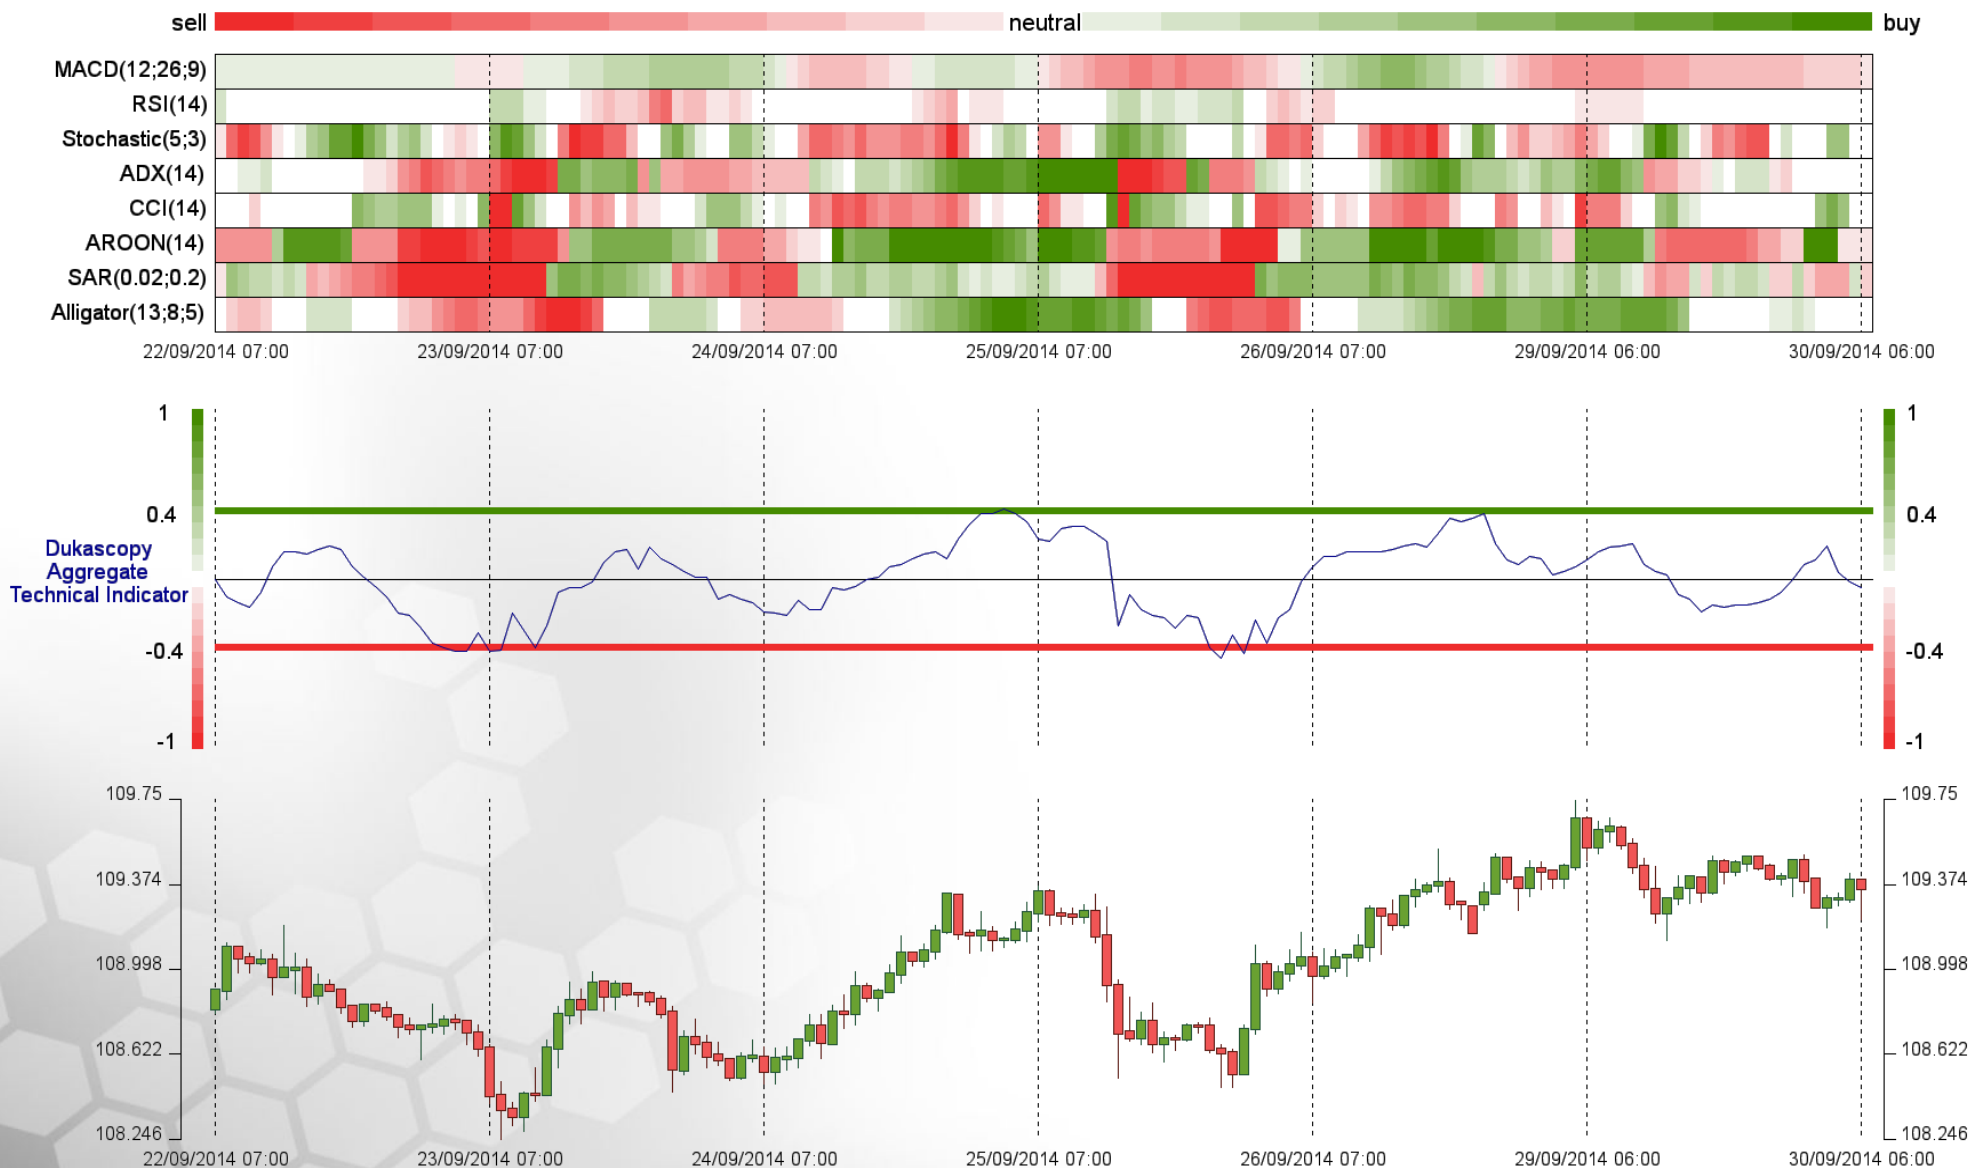 sell neutral buy
MACD(12;26;9)
RSI(14)
Stochastic(5;3)
ADX(14)
CCI(14)
AROON(14)
SAR(0.02;0.2)
Alligator(13;8;5)
22/09/2014 07:00 23/09/2014 07:00 24/09/2014 07:00 25/09/2014 07:00 26/09/2014 07:00 29/09/2014 06:00 30/09/2014 06:00
1 1
0.4 0.4
Dukascopy
Aggregate
Technical Indicator
-0.4 -0.4
-1 -1
109.75 109.75
109.374 109.374
108.998 108.998
108.622 108.622
108.246 108.246
22/09/2014 07:00 23/09/2014 07:00 24/09/2014 07:00 25/09/2014 07:00 26/09/2014 07:00 29/09/2014 06:00 30/09/2014 06:00